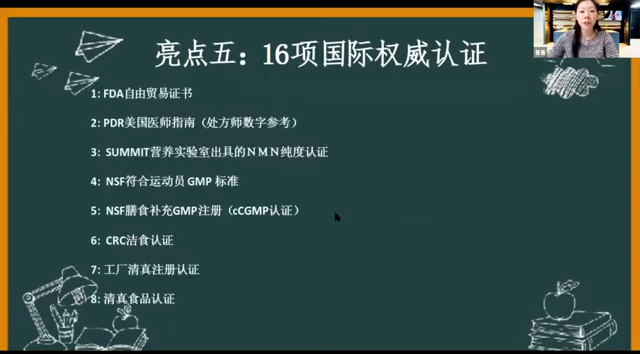 亮点五：16项国际权威认证
1: FDA自由贸易证书
2: PDR美国医师指南（处方师数字参考）
3: SUMMIT营养实验室出具的NMN纯度认证
4: NSF符合运动员 GMP 标准
5: NSF膳食补充GMP注册（cCGMP认证）
6: CRC洁食认证
7: 工厂清真注册认证
8: 清真食品认证